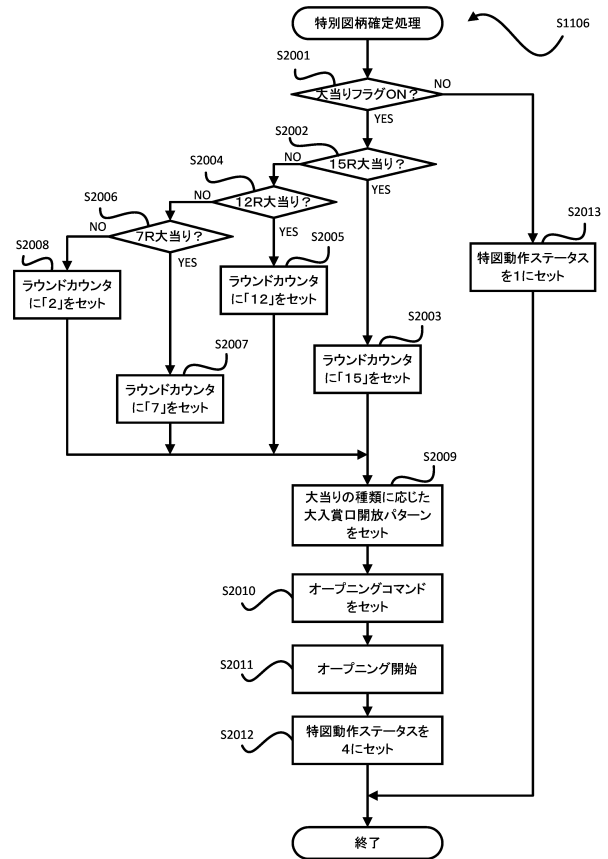 特別図柄確定処理
S1106
S2001
大当りフラグON？
NO
YES
S2002
15R大当り？
NO
YES
S2004
12R大当り？
NO
YES
S2006
7R大当り？
NO
YES
S2013
特図動作ステータス
を1にセット
S2008
ラウンドカウンタ
に「2」をセット
S2005
ラウンドカウンタ
に「12」をセット
S2003
ラウンドカウンタ
に「15」をセット
S2007
ラウンドカウンタ
に「7」をセット
S2009
大当りの種類に応じた
大入賞口開放パターン
をセット
S2010
オープニングコマンド
をセット
S2011
オープニング開始
S2012
特図動作ステータスを
4にセット
終了